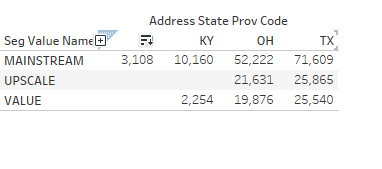 Address State Prov Code
Seg Value Name KY OH TX
MAINSTREAM 3,108 10,160 52,222 71,609
UPSCALE 21,631 25,865
VALUE 2,254 19,876 25,540